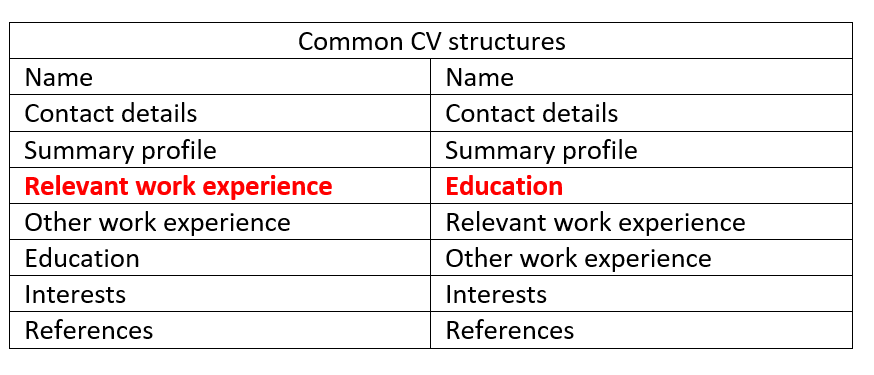 Common CV structures
Name Name
Contact details Contact details
Summary profile Summary profile
Relevant work experience Education
Other work experience Relevant work experience
Education Other work experience
Interests Interests
References References